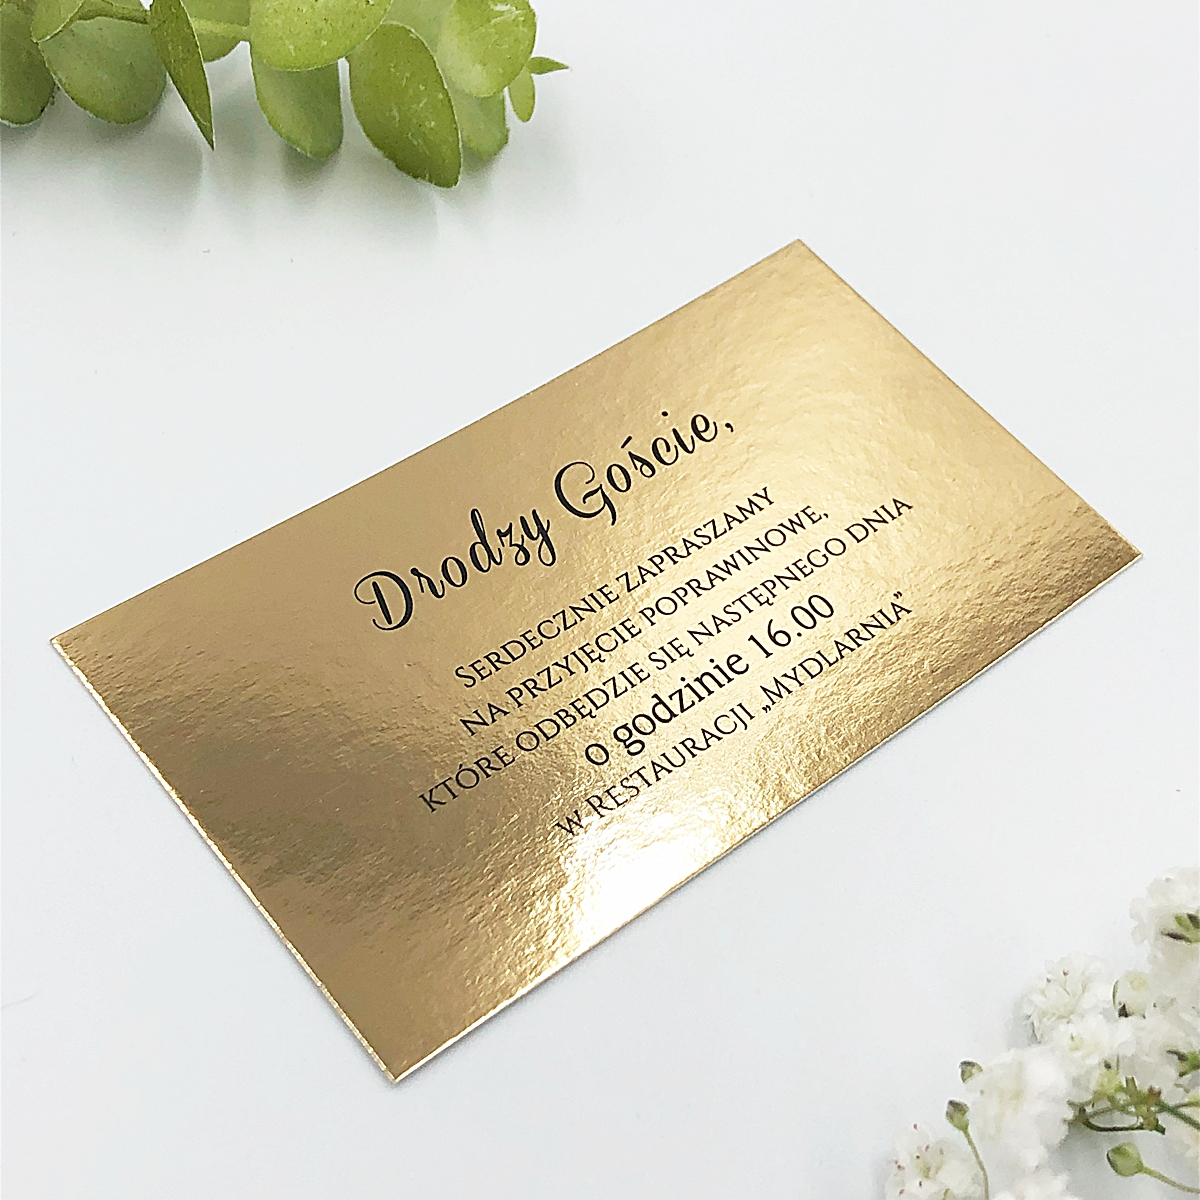 Drodzy Goście,
Serdecznie zapraszamy
na przyjęcie poprawinowe,
które odbędzie się następnego dnia
o godzinie 16.00
w Restauracji „Mydlarnia”